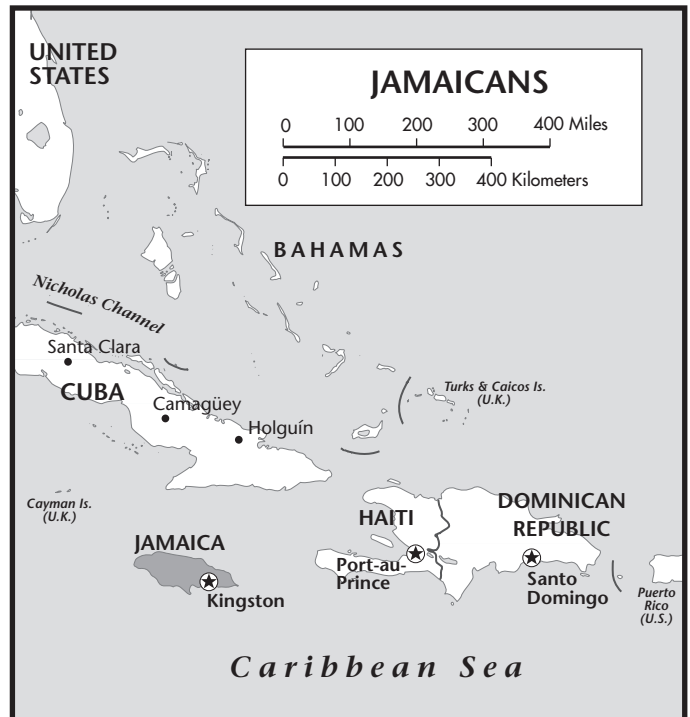 UNITED
STATES
JAMAICANS
0 100 200 300 400 Miles
0 100 200 300 400 Kilometers
BAHAMAS
Nicholas Channel
Santa Clara
CUBA
Camagüey
Holguín
Turks & Caicos Is.
(U.K.)
Cayman Is.
(U.K.)
JAMAICA
Kingston
HAITI
Port-au-
Prince
DOMINICAN
REPUBLIC
Santo
Domingo
Puerto
Rico
(U.S.)
Caribbean Sea